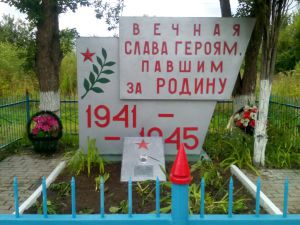 ВЕЧНАЯ
СЛАВА ГЕРОЯМ,
ПАВШИМ
ЗА РОДИНУ
1941-
-1945